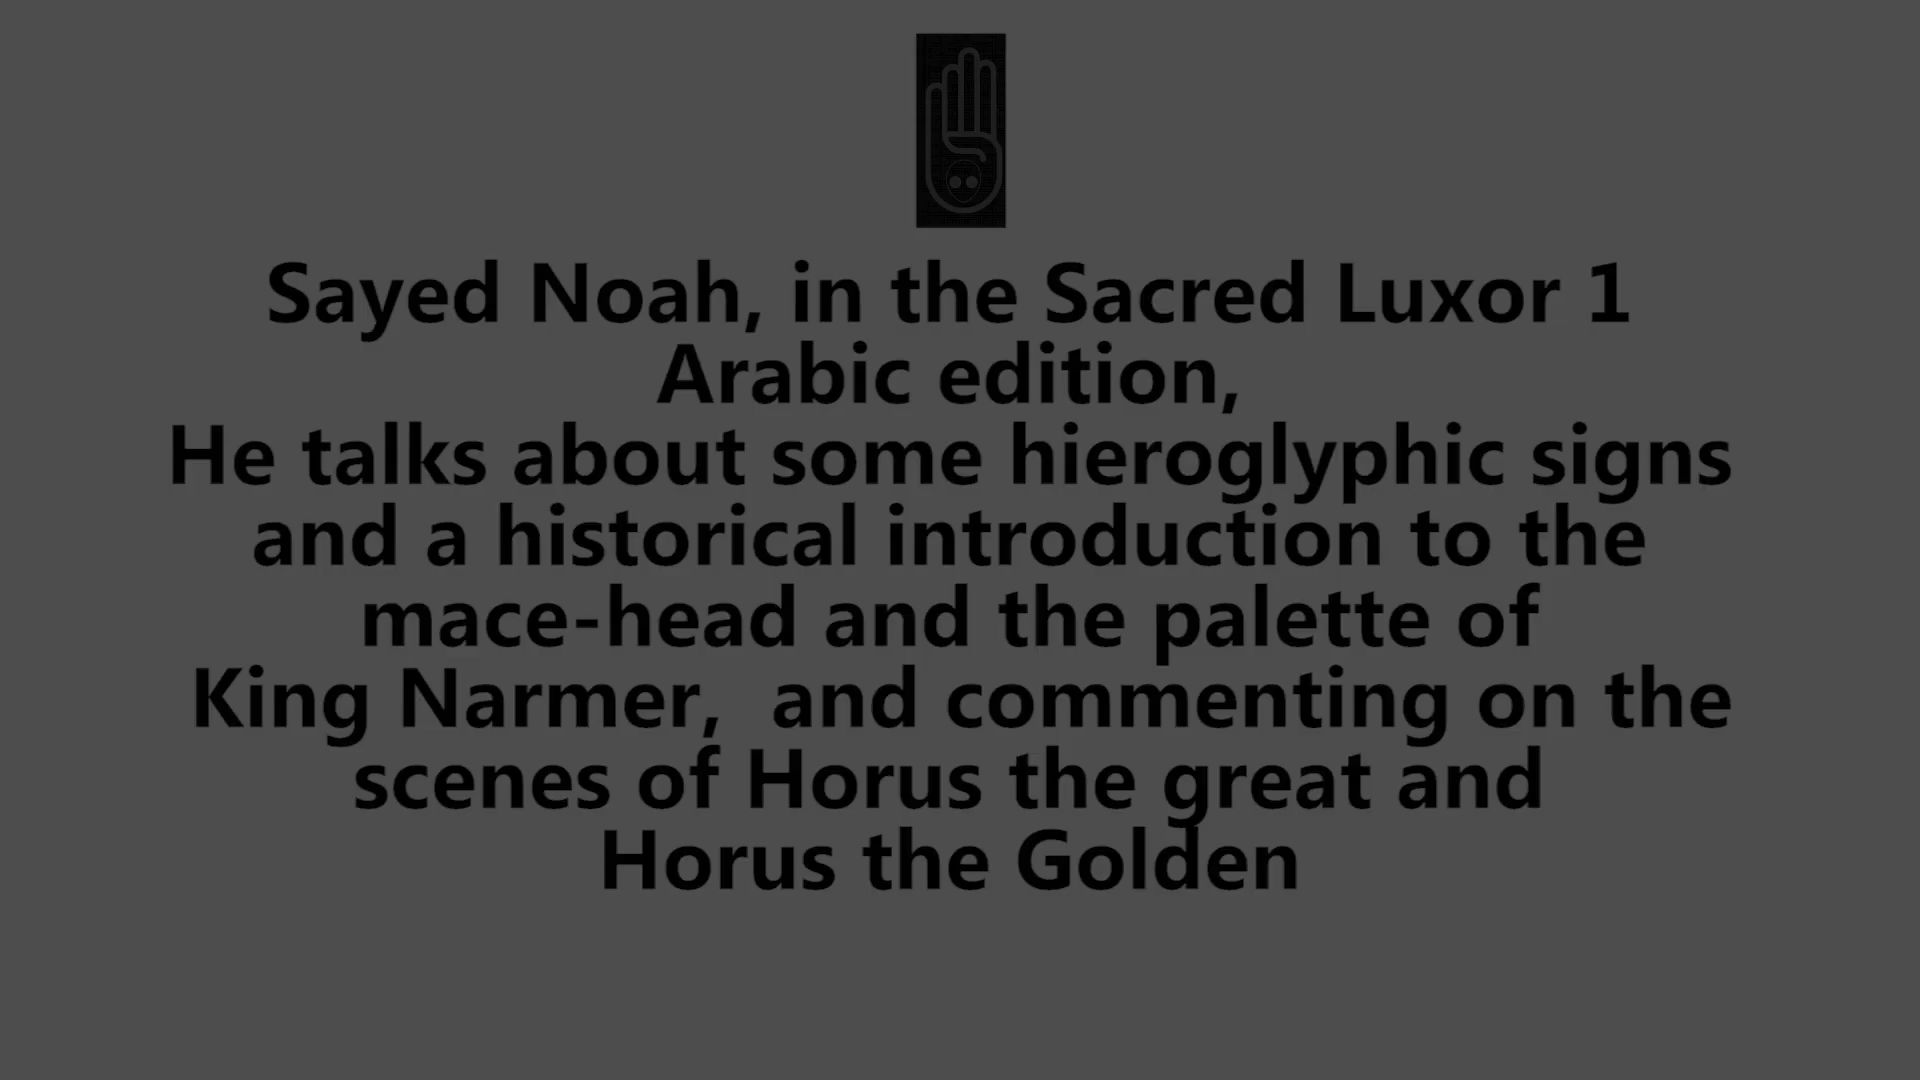 Sayed Noah, in the Sacred Luxor 1
Arabic edition,
He talks about some hieroglyphic signs
and a historical introduction to the
mace-head and the palette of
King Narmer,  and commenting on the
scenes of Horus the great and
Horus the Golden